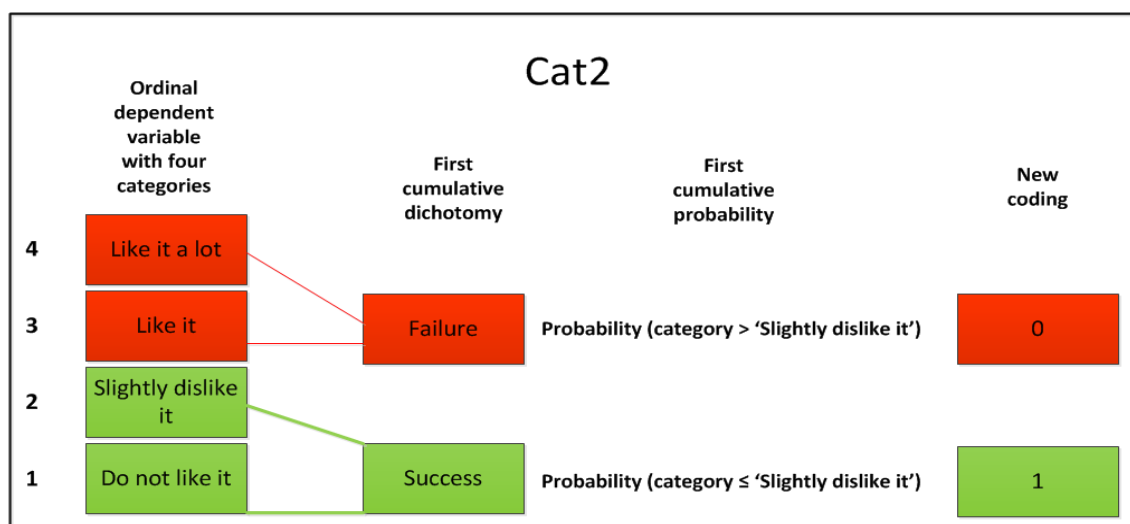 Cat2
Ordinal
dependent
variable
with four
categories
First
cumulative
dichotomy
First
cumulative
probability
New
coding
4
Like it a lot
3
Like it
Failure
Probability (category > ‘Slightly dislike it’)
0
2
Slightly dislike
it
1
Do not like it
Success
Probability (category ≤ ‘Slightly dislike it’)
1